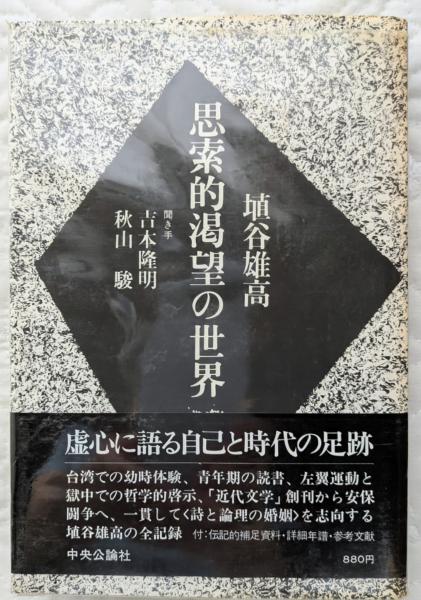 埴谷雄高
思索的渇望の世界
聞き手
吉本隆明
秋山 駿
虚心に語る自己と時代の足跡
台湾での幼時体験、青年期の読書、左翼運動と
獄中での哲学的啓示、「近代文学」創刊から安保
闘争へ、一貫して〈詩と論理の婚姻〉を志向する
埴谷雄高の全記録 付:伝記的補足資料・詳細年譜・参考文献
中央公論社 880円